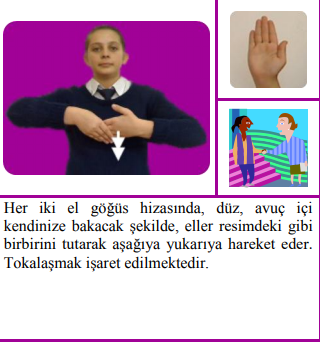 Her iki el göğüs hizasında, düz, avuç içi
kendinize bakacak şekilde, eller resimdeki gibi
birbirini tutarak aşağıya yukarıya hareket eder.
Tokalaşmak işaret edilmektedir.